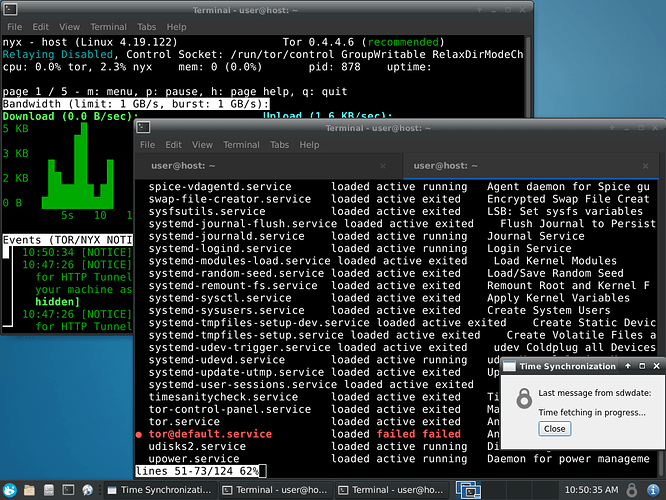 Terminal - user@host: ~
File Edit View Terminal Tabs Help
nyx - host (Linux 4.19.122) Tor 0.4.4.6 (recommended)
Relaying Disabled, Control Socket: /run/tor/control GroupWritable RelaxDirModeCh
cpu: 0.0% tor, 2.3% nyx mem: 0 (0.0%) pid: 878 uptime:
page 1 / 5 - m: menu, p: pause, h: page help, q: quit
Bandwidth (limit: 1 GB/s, burst: 1 GB/s):
Download (0.0 B/sec): Upload (1.6 KB/sec):
5 KB
3 KB
2 KB
0 B
5s 10 1
Events (TOR/NYX NOTI
10:50:34 [NOTICE]
10:47:26 [NOTICE]
for HTTP Tunnel
your machine as
hidden]
10:47:26 [NOTICE]
for HTTP Tunnel
Terminal - user@host: ~
File Edit View Terminal Tabs Help
user@host: ~ user@host: ~
spice-vdagentd.service loaded active running Agent daemon for Spice gu
swap-file-creator.service loaded active exited Encrypted Swap File Creat
sysfsutils.service loaded active exited LSB: Set sysfs variables
systemd-journal-flush.service loaded active exited Flush Journal to Persist
systemd-journald.service loaded active running Journal Service
systemd-logind.service loaded active running Login Service
systemd-modules-load.service loaded active exited Load Kernel Modules
systemd-random-seed.service loaded active exited Load/Save Random Seed
systemd-remount-fs.service loaded active exited Remount Root and Kernel F
systemd-sysctl.service loaded active exited Apply Kernel Variables
systemd-sysusers.service loaded active exited Create System Users
systemd-tmpfiles-setup-dev.service loaded active exited Create Static Devic
systemd-tmpfiles-setup.service loaded active exited Create Volatile Files a
systemd-udev-trigger.service loaded active exited udev Coldplug all Devices
systemd-udevd.service loaded active running
systemd-update-utmp.service loaded active exited Up
systemd-user-sessions.service loaded active exited
timesanitycheck.service loaded active exited Ti
tor-control-panel.service loaded active exited Ma
tor.service loaded active exited An
tor@default.service loaded failed failed An
udisks2.service loaded active running Di
upower.service loaded active running Daemon for power manageme
lines 51-73/124 62%
Time Synchronization
Last message from sdwdate:
Time fetching in progress...
Close
Time Synchronizati...
Terminal - user@ho...
Terminal - user@ho...
10:50:35 AM